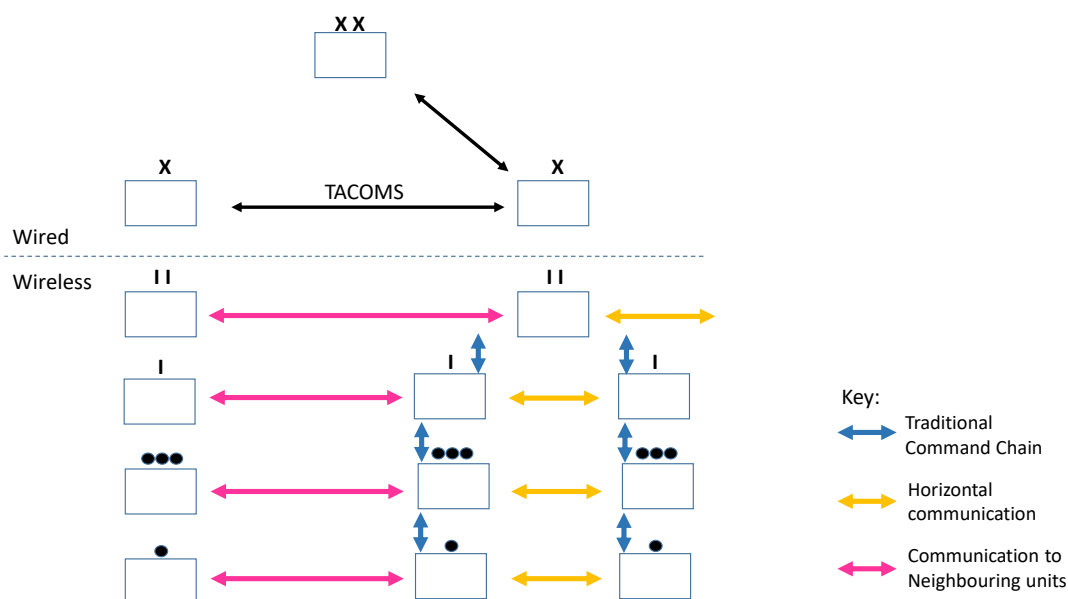 X X
X
X
TACOMS
Wired
Wireless
I I
I I
I
I
I
Key:
Traditional
Command Chain
Horizontal
communication
Communication to
Neighbouring units